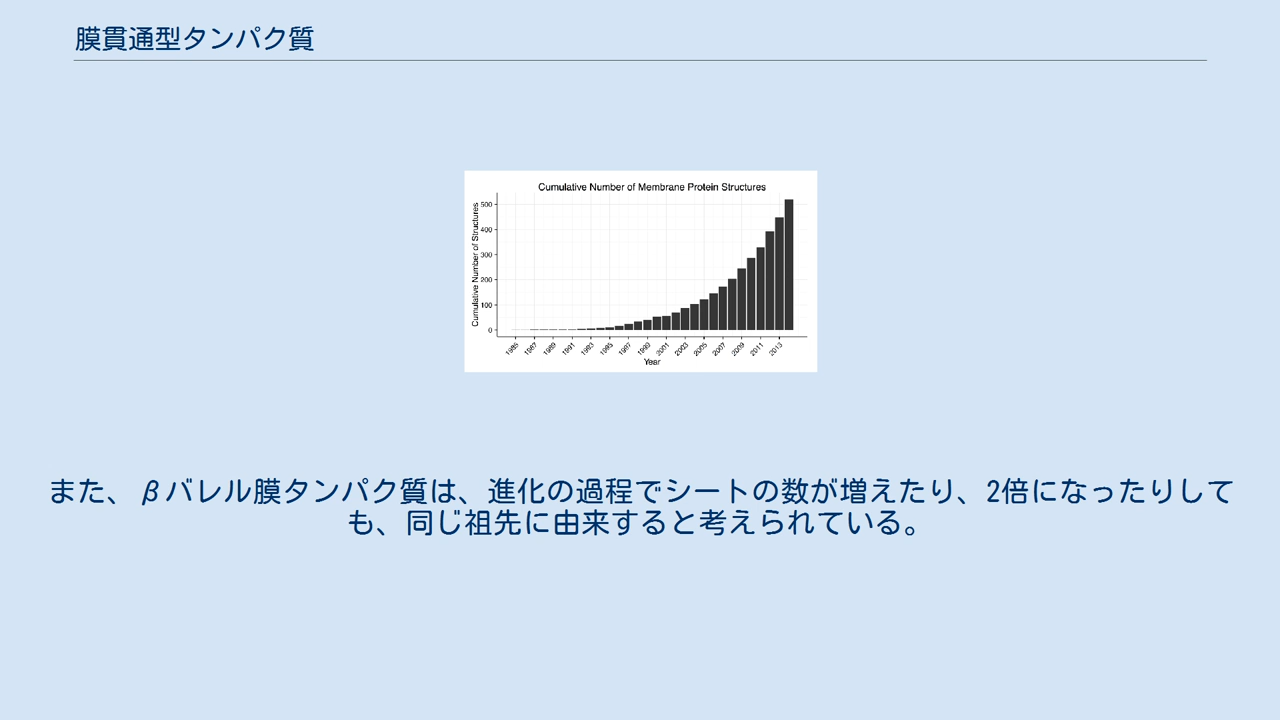 膜貫通型タンパク質
Cumulative Number of Membrane Protein Structures
Cumulative Number of Structures
500
400
300
200
100
0
1985 1987 1989 1991 1993 1995 1997 1999 2001 2003 2005 2007 2009 2011 2013
Year
また、βバレル膜タンパク質は、進化の過程でシートの数が増えたり、2倍になったりして
も、同じ祖先に由来すると考えられている。